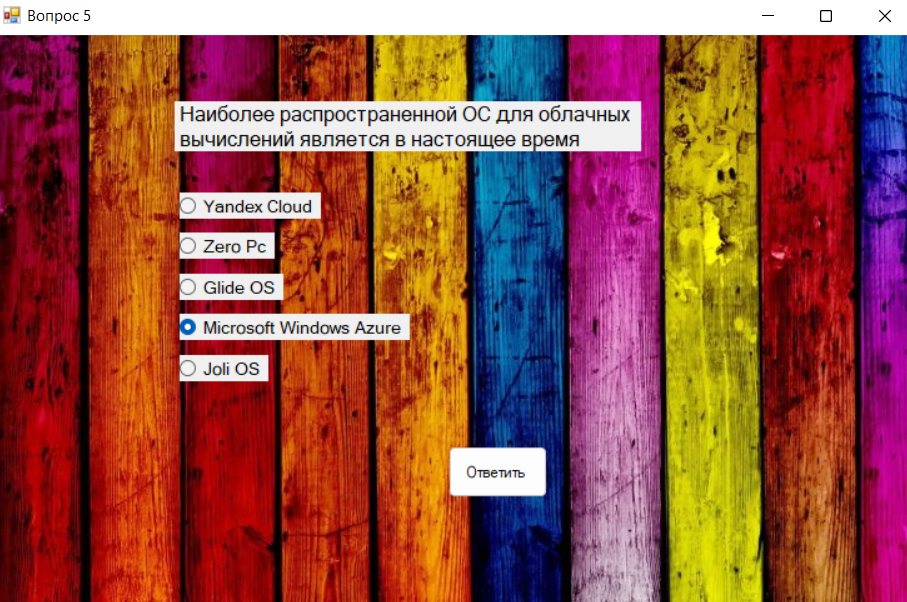 Вопрос 5
Наиболее распространенной ОС для облачных
вычислений является в настоящее время
Yandex Cloud
Zero Pc
Glide OS
Microsoft Windows Azure
Joli OS
Ответить